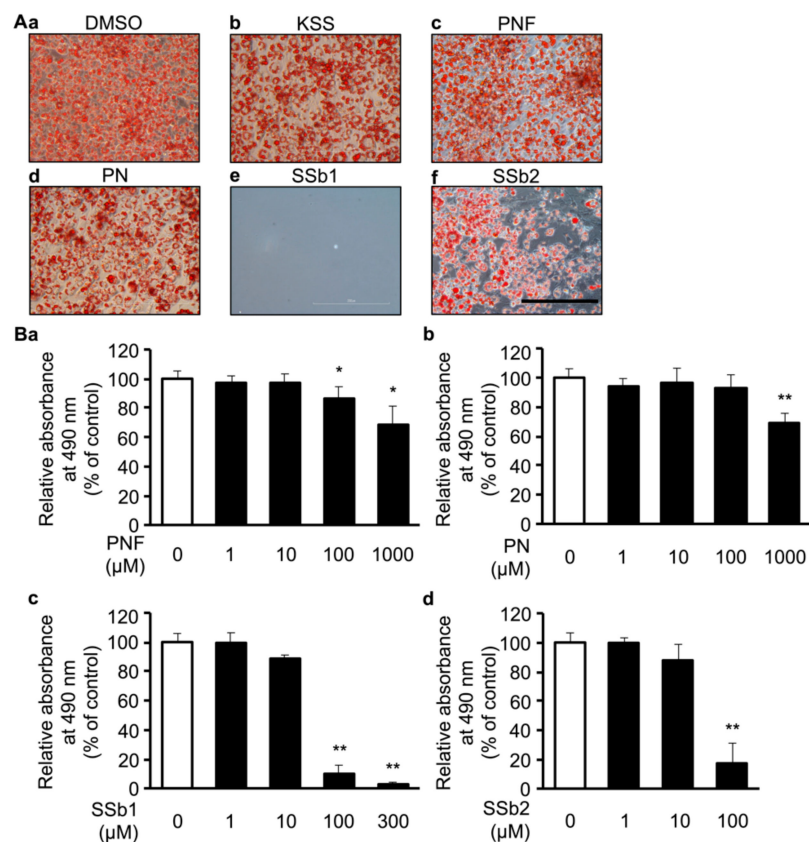 Aa DMSO b KSS c PNF
d PN e SSb1 f SSb2
Ba
120
100
80
60
40
20
0
Relative absorbance
at 490 nm
(% of control)
* *
PNF
(µM)
0 1 10 100 1000
b
120
100
80
60
40
20
0
Relative absorbance
at 490 nm
(% of control)
**
PN
(µM)
0 1 10 100 1000
c
120
100
80
60
40
20
0
Relative absorbance
at 490 nm
(% of control)
** **
SSb1
(µM)
0 1 10 100 300
d
120
100
80
60
40
20
0
Relative absorbance
at 490 nm
(% of control)
**
SSb2
(µM)
0 1 10 100